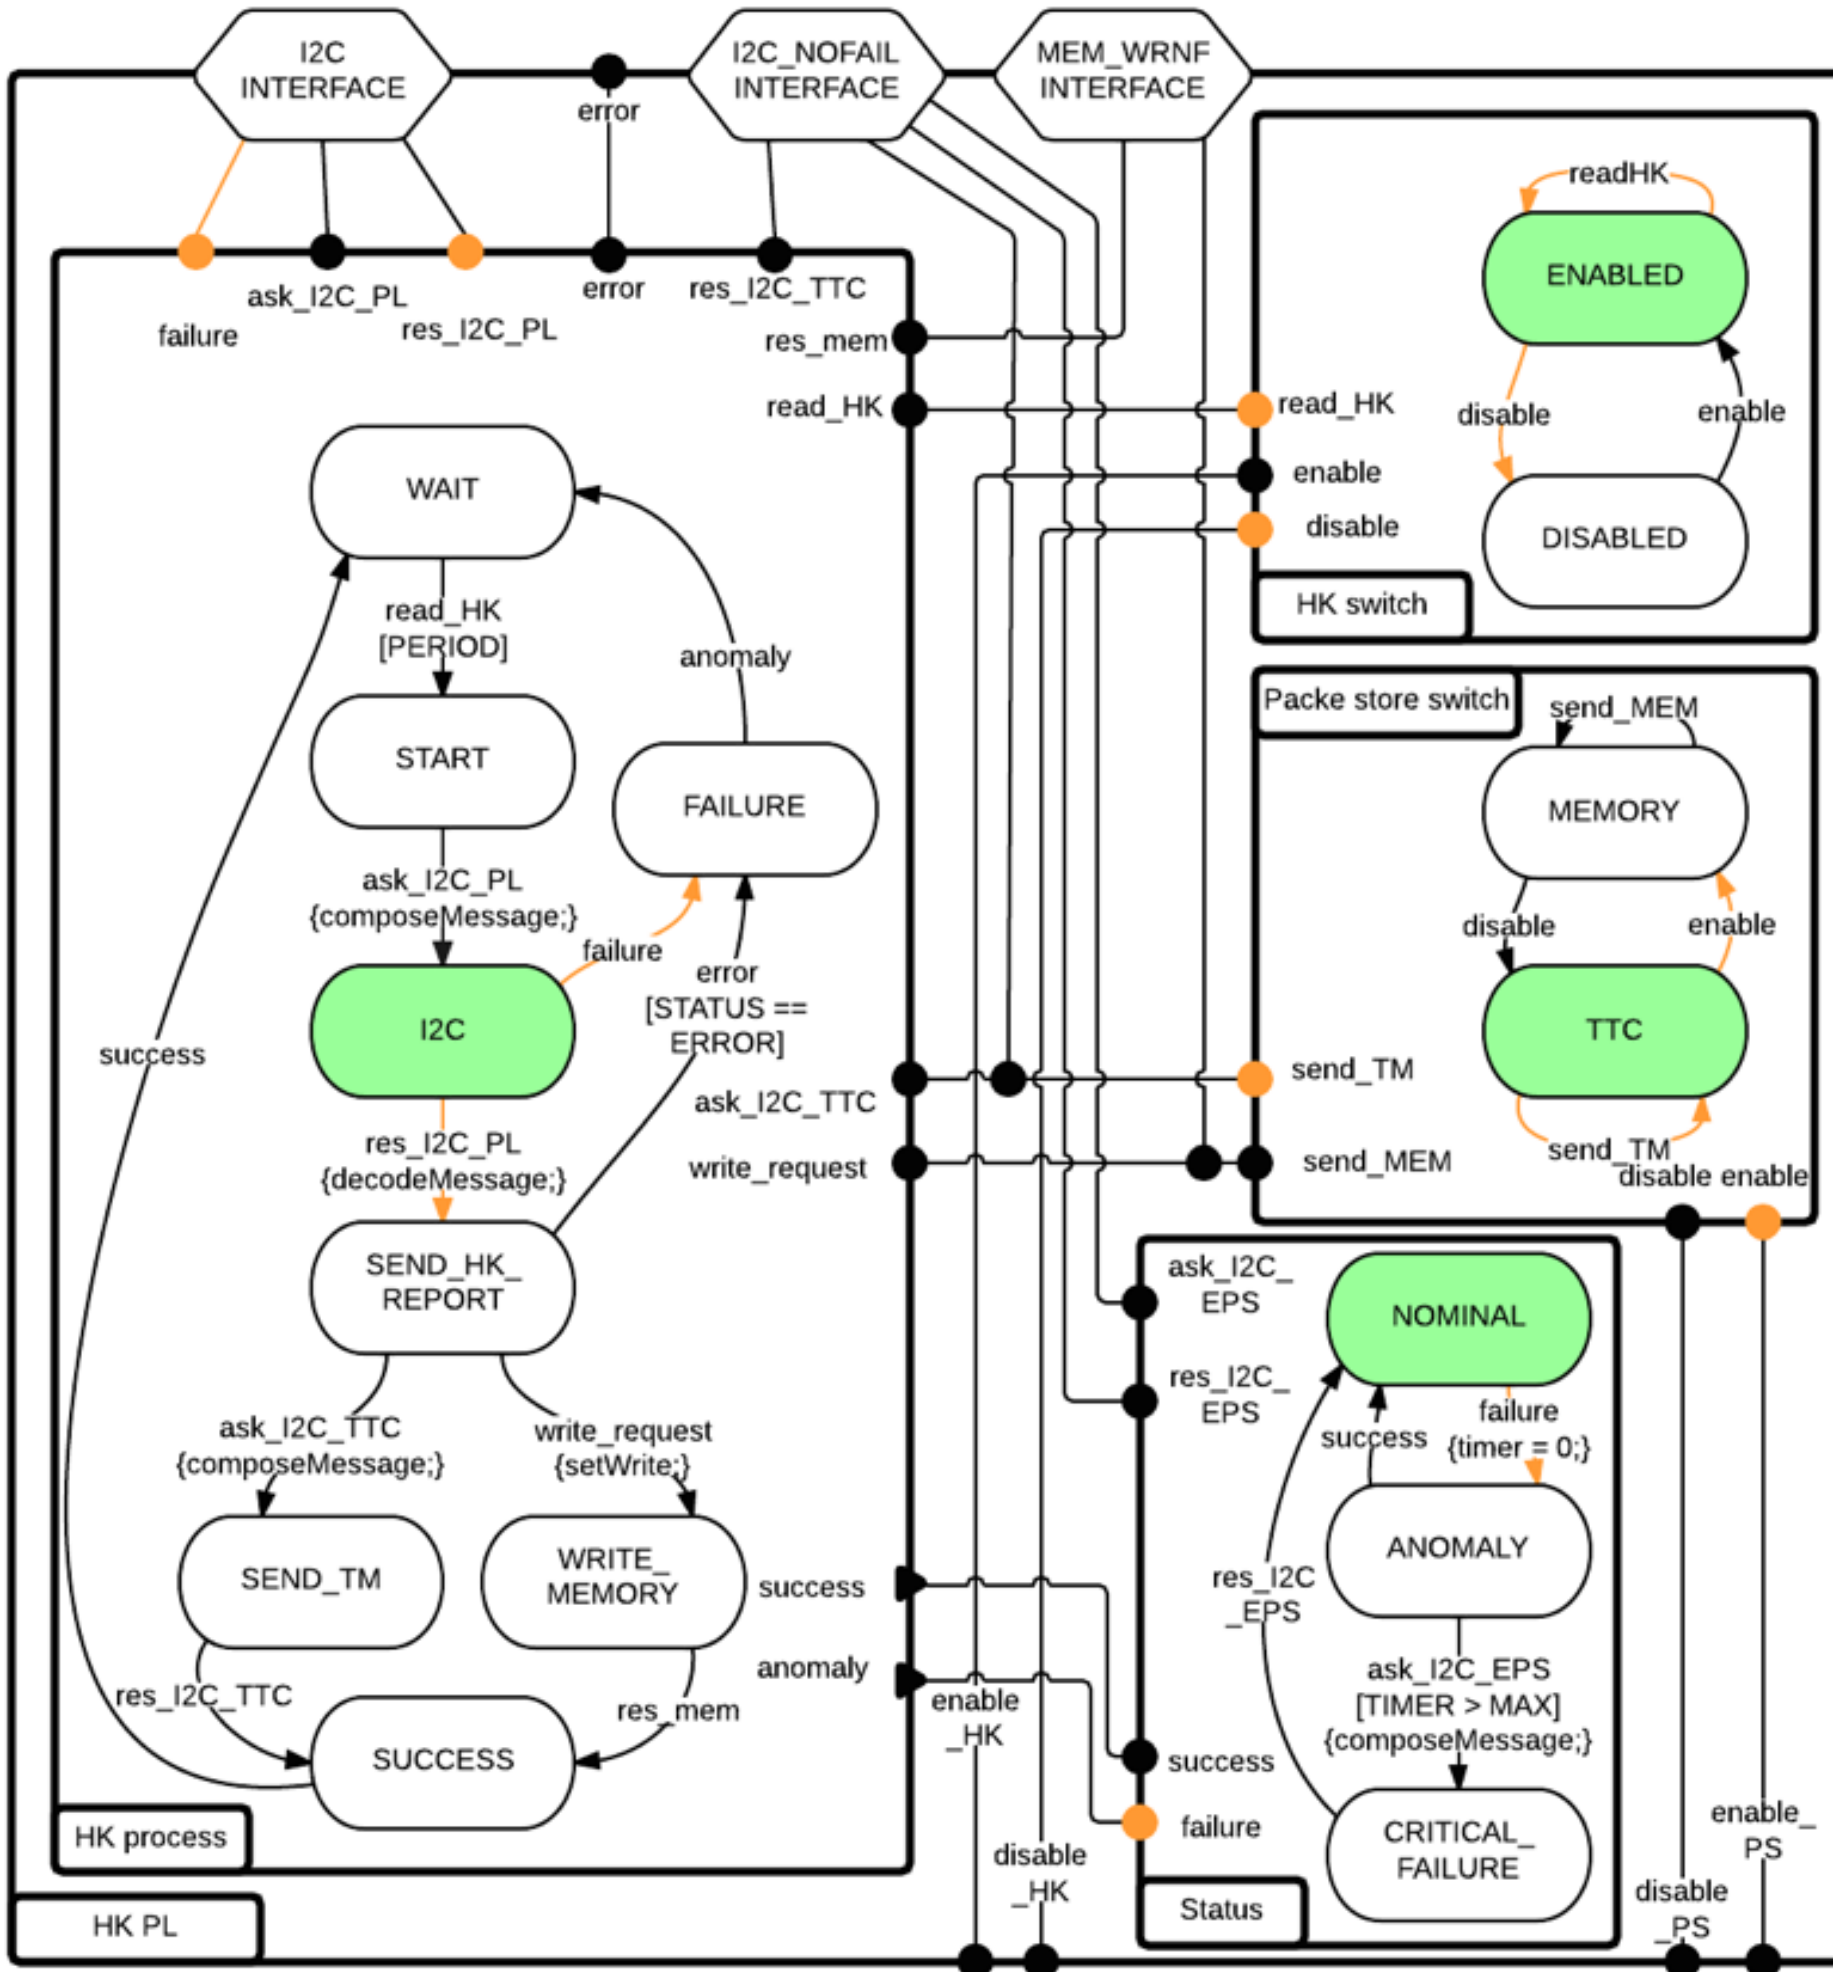 I2C
INTERFACE
error
I2C_NOFAIL
INTERFACE
MEM_WRNF
INTERFACE
failure
ask_I2C_PL
res_I2C_PL
error
res_I2C_TTC
res_mem
read_HK
WAIT
read_HK
[PERIOD]
START
anomaly
FAILURE
ask_I2C_PL
{composeMessage;}
failure
I2C
error
[STATUS ==
ERROR]
success
res_I2C_PL
{decodeMessage;}
ask_I2C_TTC
write_request
SEND_HK_
REPORT
ask_I2C_TTC
{composeMessage;}
write_request
{setWrite;}
SEND_TM
WRITE_
MEMORY
success
anomaly
res_I2C_TTC
res_mem
SUCCESS
HK process
HK PL
readHK
ENABLED
read_HK
disable
enable
enable
disable
DISABLED
HK switch
Packe store switch
send_MEM
MEMORY
disable
enable
TTC
send_TM
send_TM
send_MEM
disable enable
ask_I2C_
EPS
NOMINAL
res_I2C_
EPS
failure
{timer = 0;}
success
ANOMALY
res_I2C
_EPS
ask_I2C_EPS
[TIMER > MAX]
{composeMessage;}
success
failure
CRITICAL_
FAILURE
Status
enable
_HK
disable
_HK
disable
_PS
enable_
PS